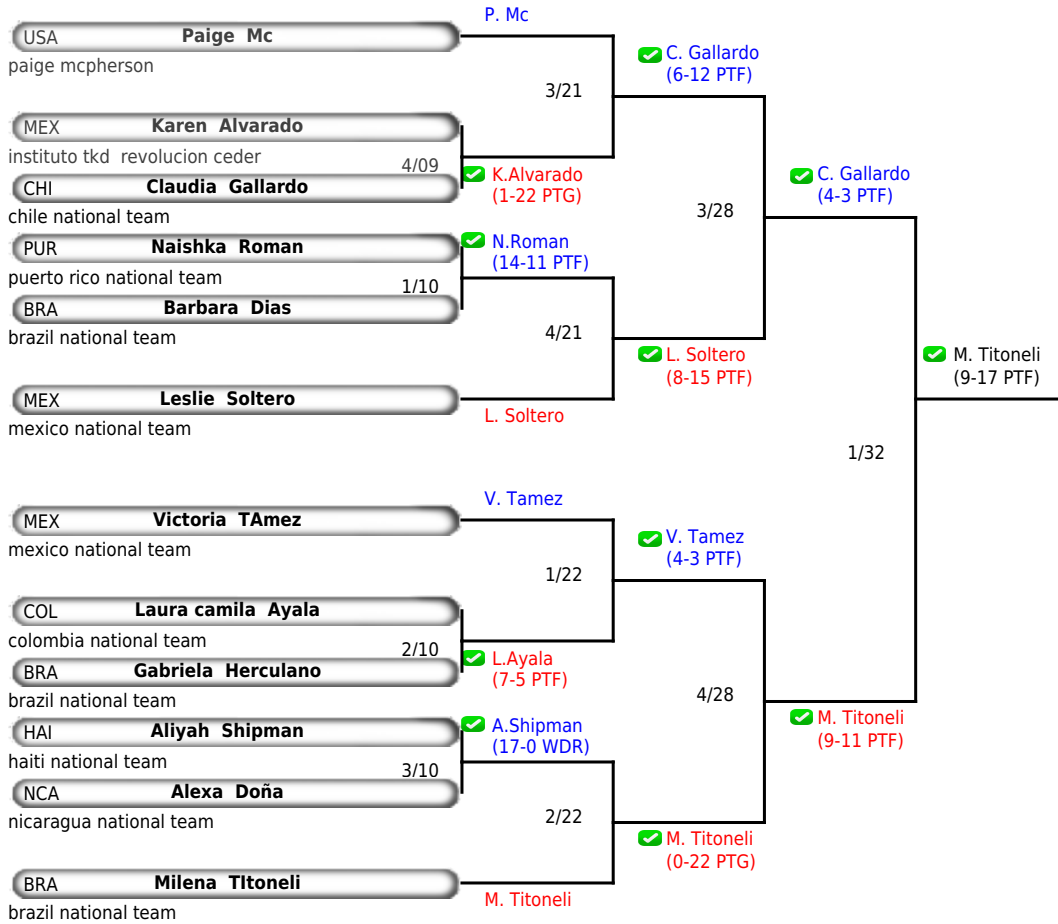 P. Mc
USA Paige Mc
paige mcpherson
C. Gallardo
(6-12 PTF)
3/21
MEX Karen Alvarado
instituto tkd revolucion ceder
4/09
K.Alvarado
(1-22 PTG)
CHI Claudia Gallardo
chile national team
C. Gallardo
(4-3 PTF)
3/28
PUR Naishka Roman
puerto rico national team
N.Roman
(14-11 PTF)
1/10
BRA Barbara Dias
brazil national team
4/21
L. Soltero
(8-15 PTF)
MEX Leslie Soltero
mexico national team
L. Soltero
M. Titoneli
(9-17 PTF)
1/32
V. Tamez
MEX Victoria TAmez
mexico national team
V. Tamez
(4-3 PTF)
1/22
COL Laura camila Ayala
colombia national team
2/10
L.Ayala
(7-5 PTF)
BRA Gabriela Herculano
brazil national team
4/28
M. Titoneli
(9-11 PTF)
HAI Aliyah Shipman
haiti national team
A.Shipman
(17-0 WDR)
3/10
NCA Alexa Doña
nicaragua national team
2/22
M. Titoneli
(0-22 PTG)
BRA Milena TItoneli
brazil national team
M. Titoneli